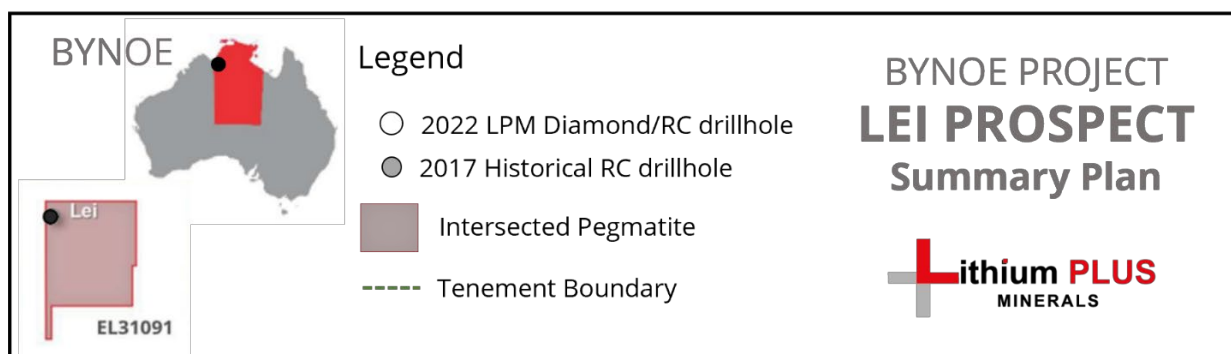 BYNOE
Lei
EL31091
Legend
2022 LPM Diamond/RC drillhole
2017 Historical RC drillhole
Intersected Pegmatite
Tenement Boundary
BYNOE PROJECT
LEI PROSPECT
Summary Plan
Lithium PLUS
MINERALS